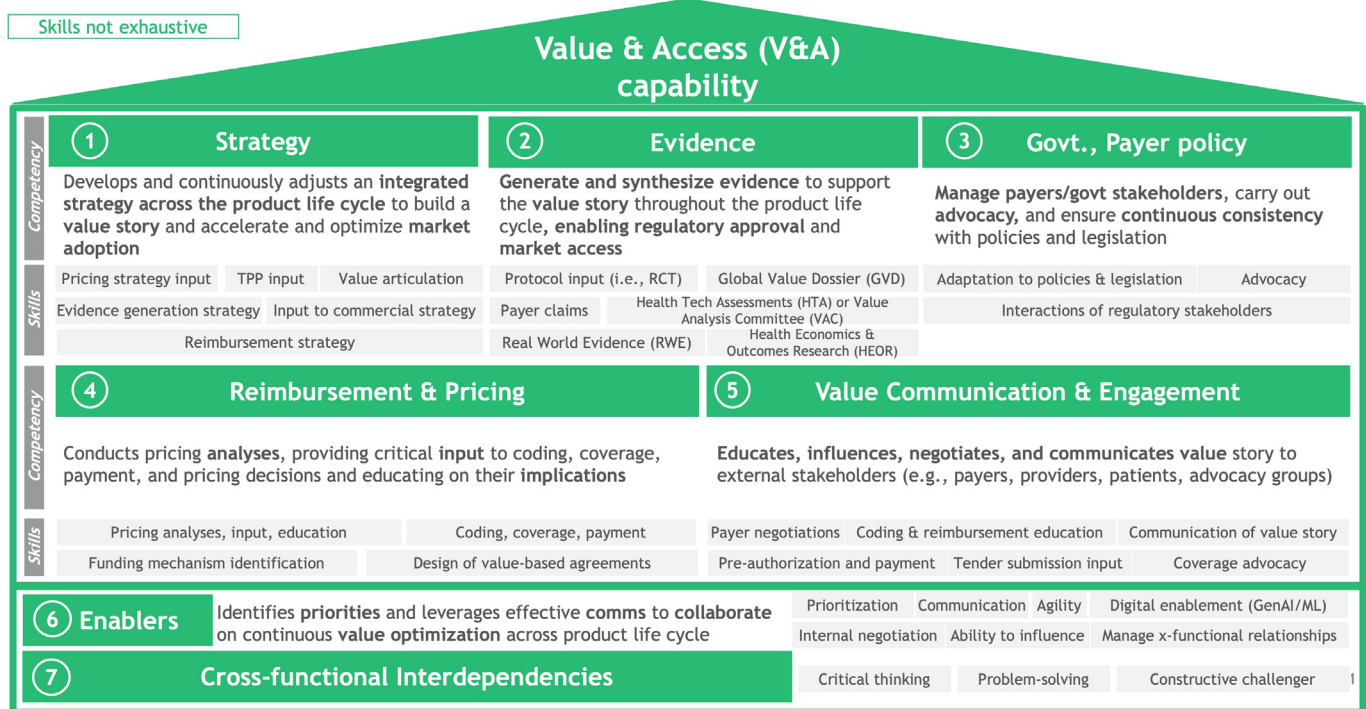 Skills not exhaustive
Value & Access (V&A)
capability
Competency
1 Strategy
Develops and continuously adjusts an integrated
strategy across the product life cycle to build a
value story and accelerate and optimize market
adoption
2 Evidence
Generate and synthesize evidence to support
the value story throughout the product life
cycle, enabling regulatory approval and
market access
3 Govt., Payer policy
Manage payers/govt stakeholders, carry out
advocacy, and ensure continuous consistency
with policies and legislation
Skills
Pricing strategy input TPP input Value articulation
Evidence generation strategy Input to commercial strategy
Reimbursement strategy
Protocol input (i.e., RCT) Global Value Dossier (GVD)
Payer claims Health Tech Assessments (HTA) or Value
Analysis Committee (VAC)
Real World Evidence (RWE) Health Economics &
Outcomes Research (HEOR)
Adaptation to policies & legislation Advocacy
Interactions of regulatory stakeholders
Competency
4 Reimbursement & Pricing
Conducts pricing analyses, providing critical input to coding, coverage,
payment, and pricing decisions and educating on their implications
5 Value Communication & Engagement
Educates, influences, negotiates, and communicates value story to
external stakeholders (e.g., payers, providers, patients, advocacy groups)
Skills
Pricing analyses, input, education Coding, coverage, payment
Funding mechanism identification Design of value-based agreements
Payer negotiations Coding & reimbursement education Communication of value story
Pre-authorization and payment Tender submission input Coverage advocacy
6 Enablers
Identifies priorities and leverages effective comms to collaborate
on continuous value optimization across product life cycle
Prioritization Communication Agility Digital enablement (GenAI/ML)
Internal negotiation Ability to influence Manage x-functional relationships
7 Cross-functional Interdependencies
Critical thinking Problem-solving Constructive challenger
1